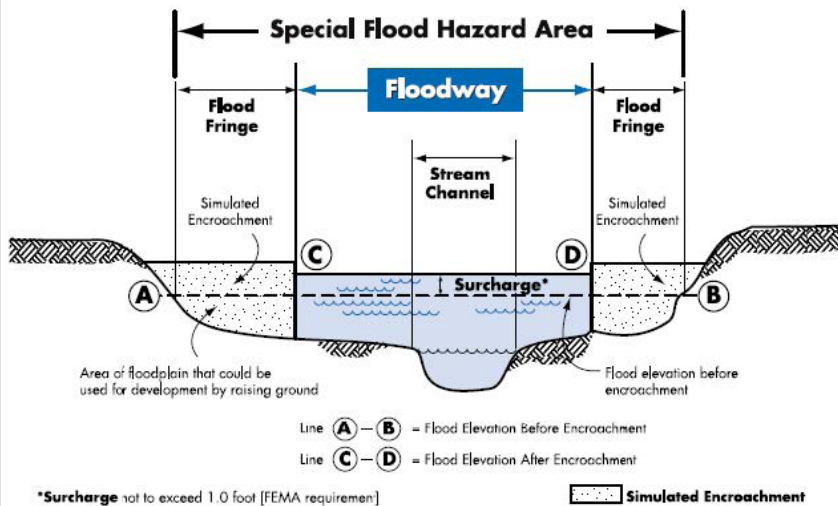 Special Flood Hazard Area
Floodway
Flood
Fringe
Flood
Fringe
Stream
Channel
Simulated
Encroachment
Simulated
Encroachment
C
D
Surcharge*
A
B
Area of floodplain that could be
used for development by raising ground
Flood elevation before
encroachment
Line A – B = Flood Elevation Before Encroachment
Line C – D = Flood Elevation After Encroachment
*Surcharge not to exceed 1.0 foot [FEMA requirement]
Simulated Encroachment